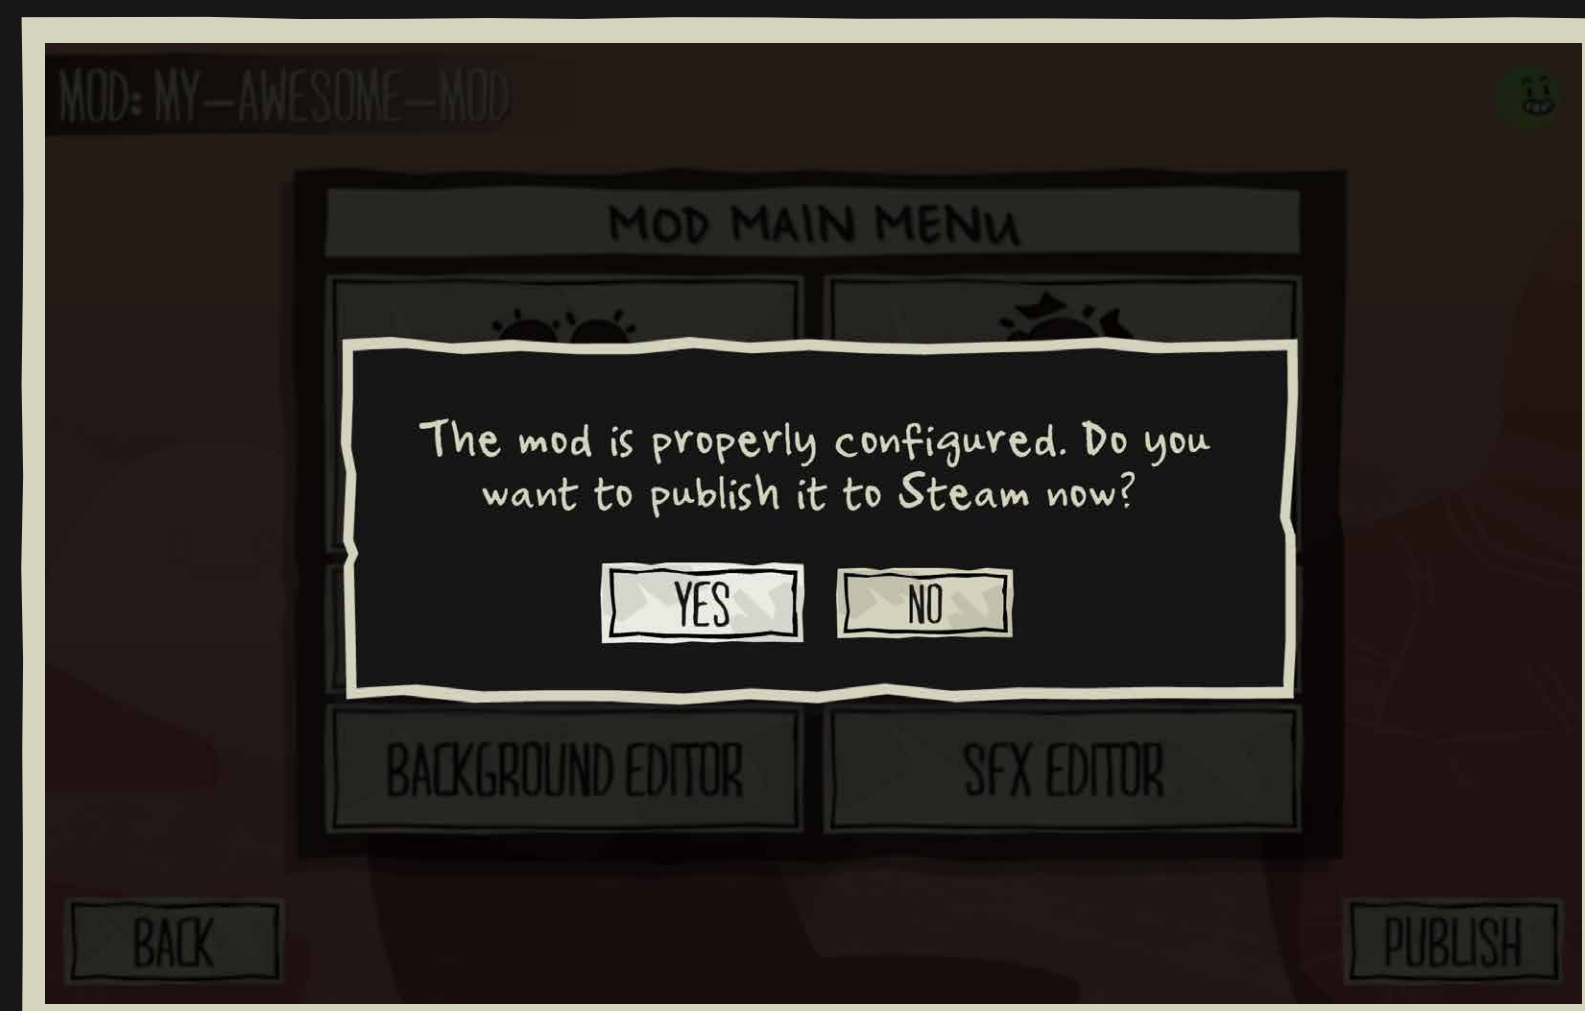 MOD: MY-AWESOME-MOD
MOD MAIN MENU
The mod is properly configured. Do you
want to publish it to Steam now?
YES
NO
BACKGROUND EDITOR
SFX EDITOR
BACK
PUBLISH